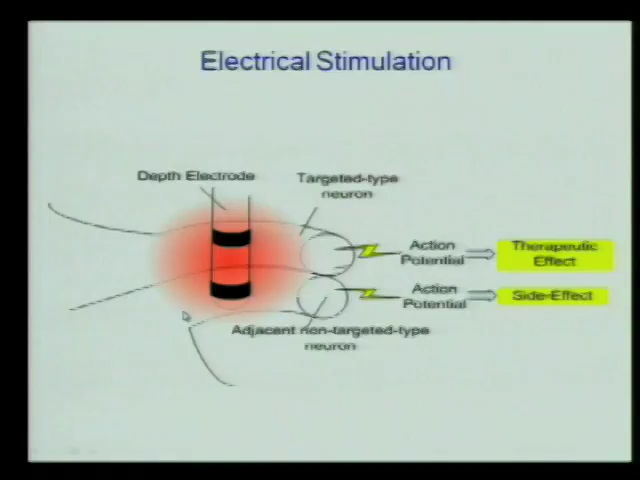 Electrical Stimulation
Depth Electrode
Targeted-type
neuron
Action
Potential
Therapeutic
Effect
Action
Potential
Side-Effect
Adjacent non-targeted-type
neuron